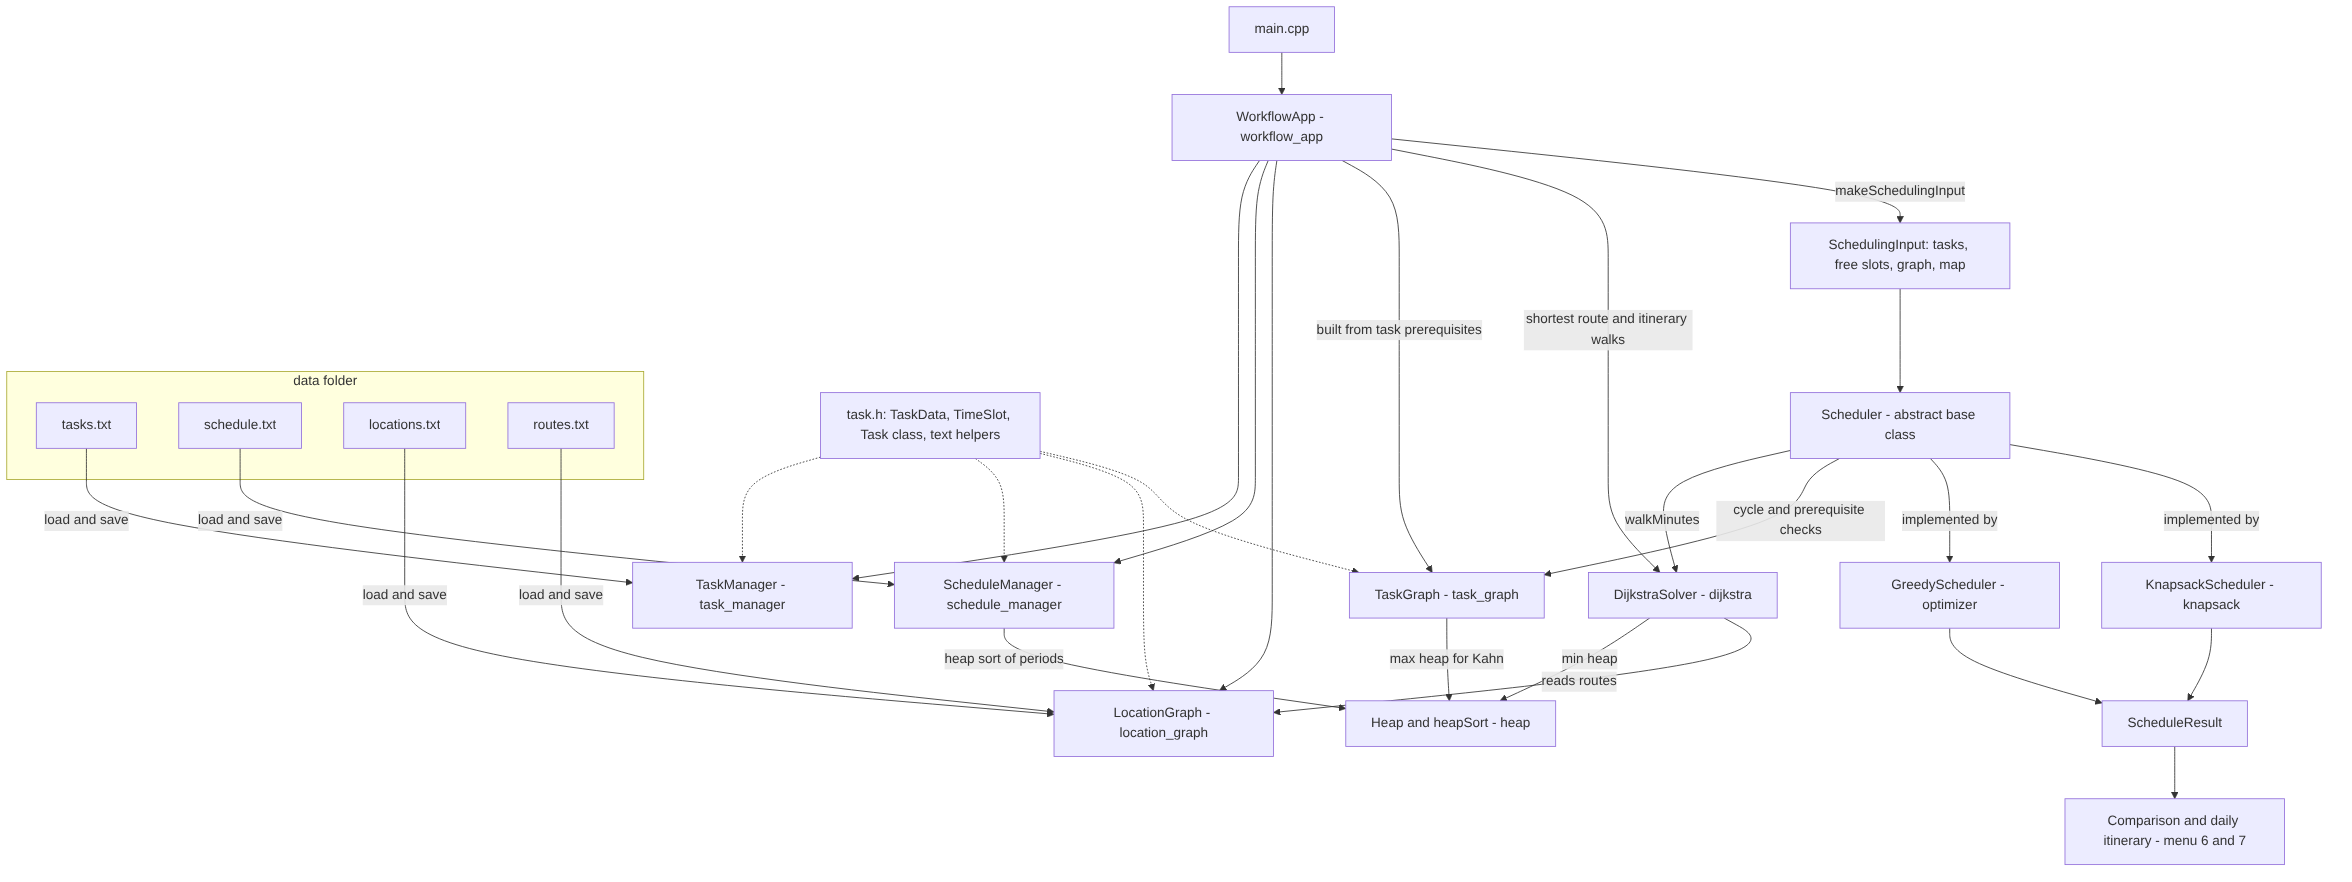 main.cpp
WorkflowApp -
workflow_app
makeSchedulingInput
SchedulingInput: tasks,
free slots, graph, map
built from task prerequisites
shortest route and itinerary
walks
data folder
tasks.txt
schedule.txt
locations.txt
routes.txt
task.h: TaskData, TimeSlot,
Task class, text helpers
Scheduler - abstract base
class
load and save
load and save
walkMinutes
cycle and prerequisite
checks
implemented by
implemented by
load and save
load and save
TaskManager -
task_manager
ScheduleManager -
schedule_manager
TaskGraph - task_graph
DijkstraSolver - dijkstra
GreedyScheduler -
optimizer
KnapsackScheduler -
knapsack
heap sort of periods
max heap for Kahn
min heap
reads routes
LocationGraph -
location_graph
Heap and heapSort - heap
ScheduleResult
Comparison and daily
itinerary - menu 6 and 7